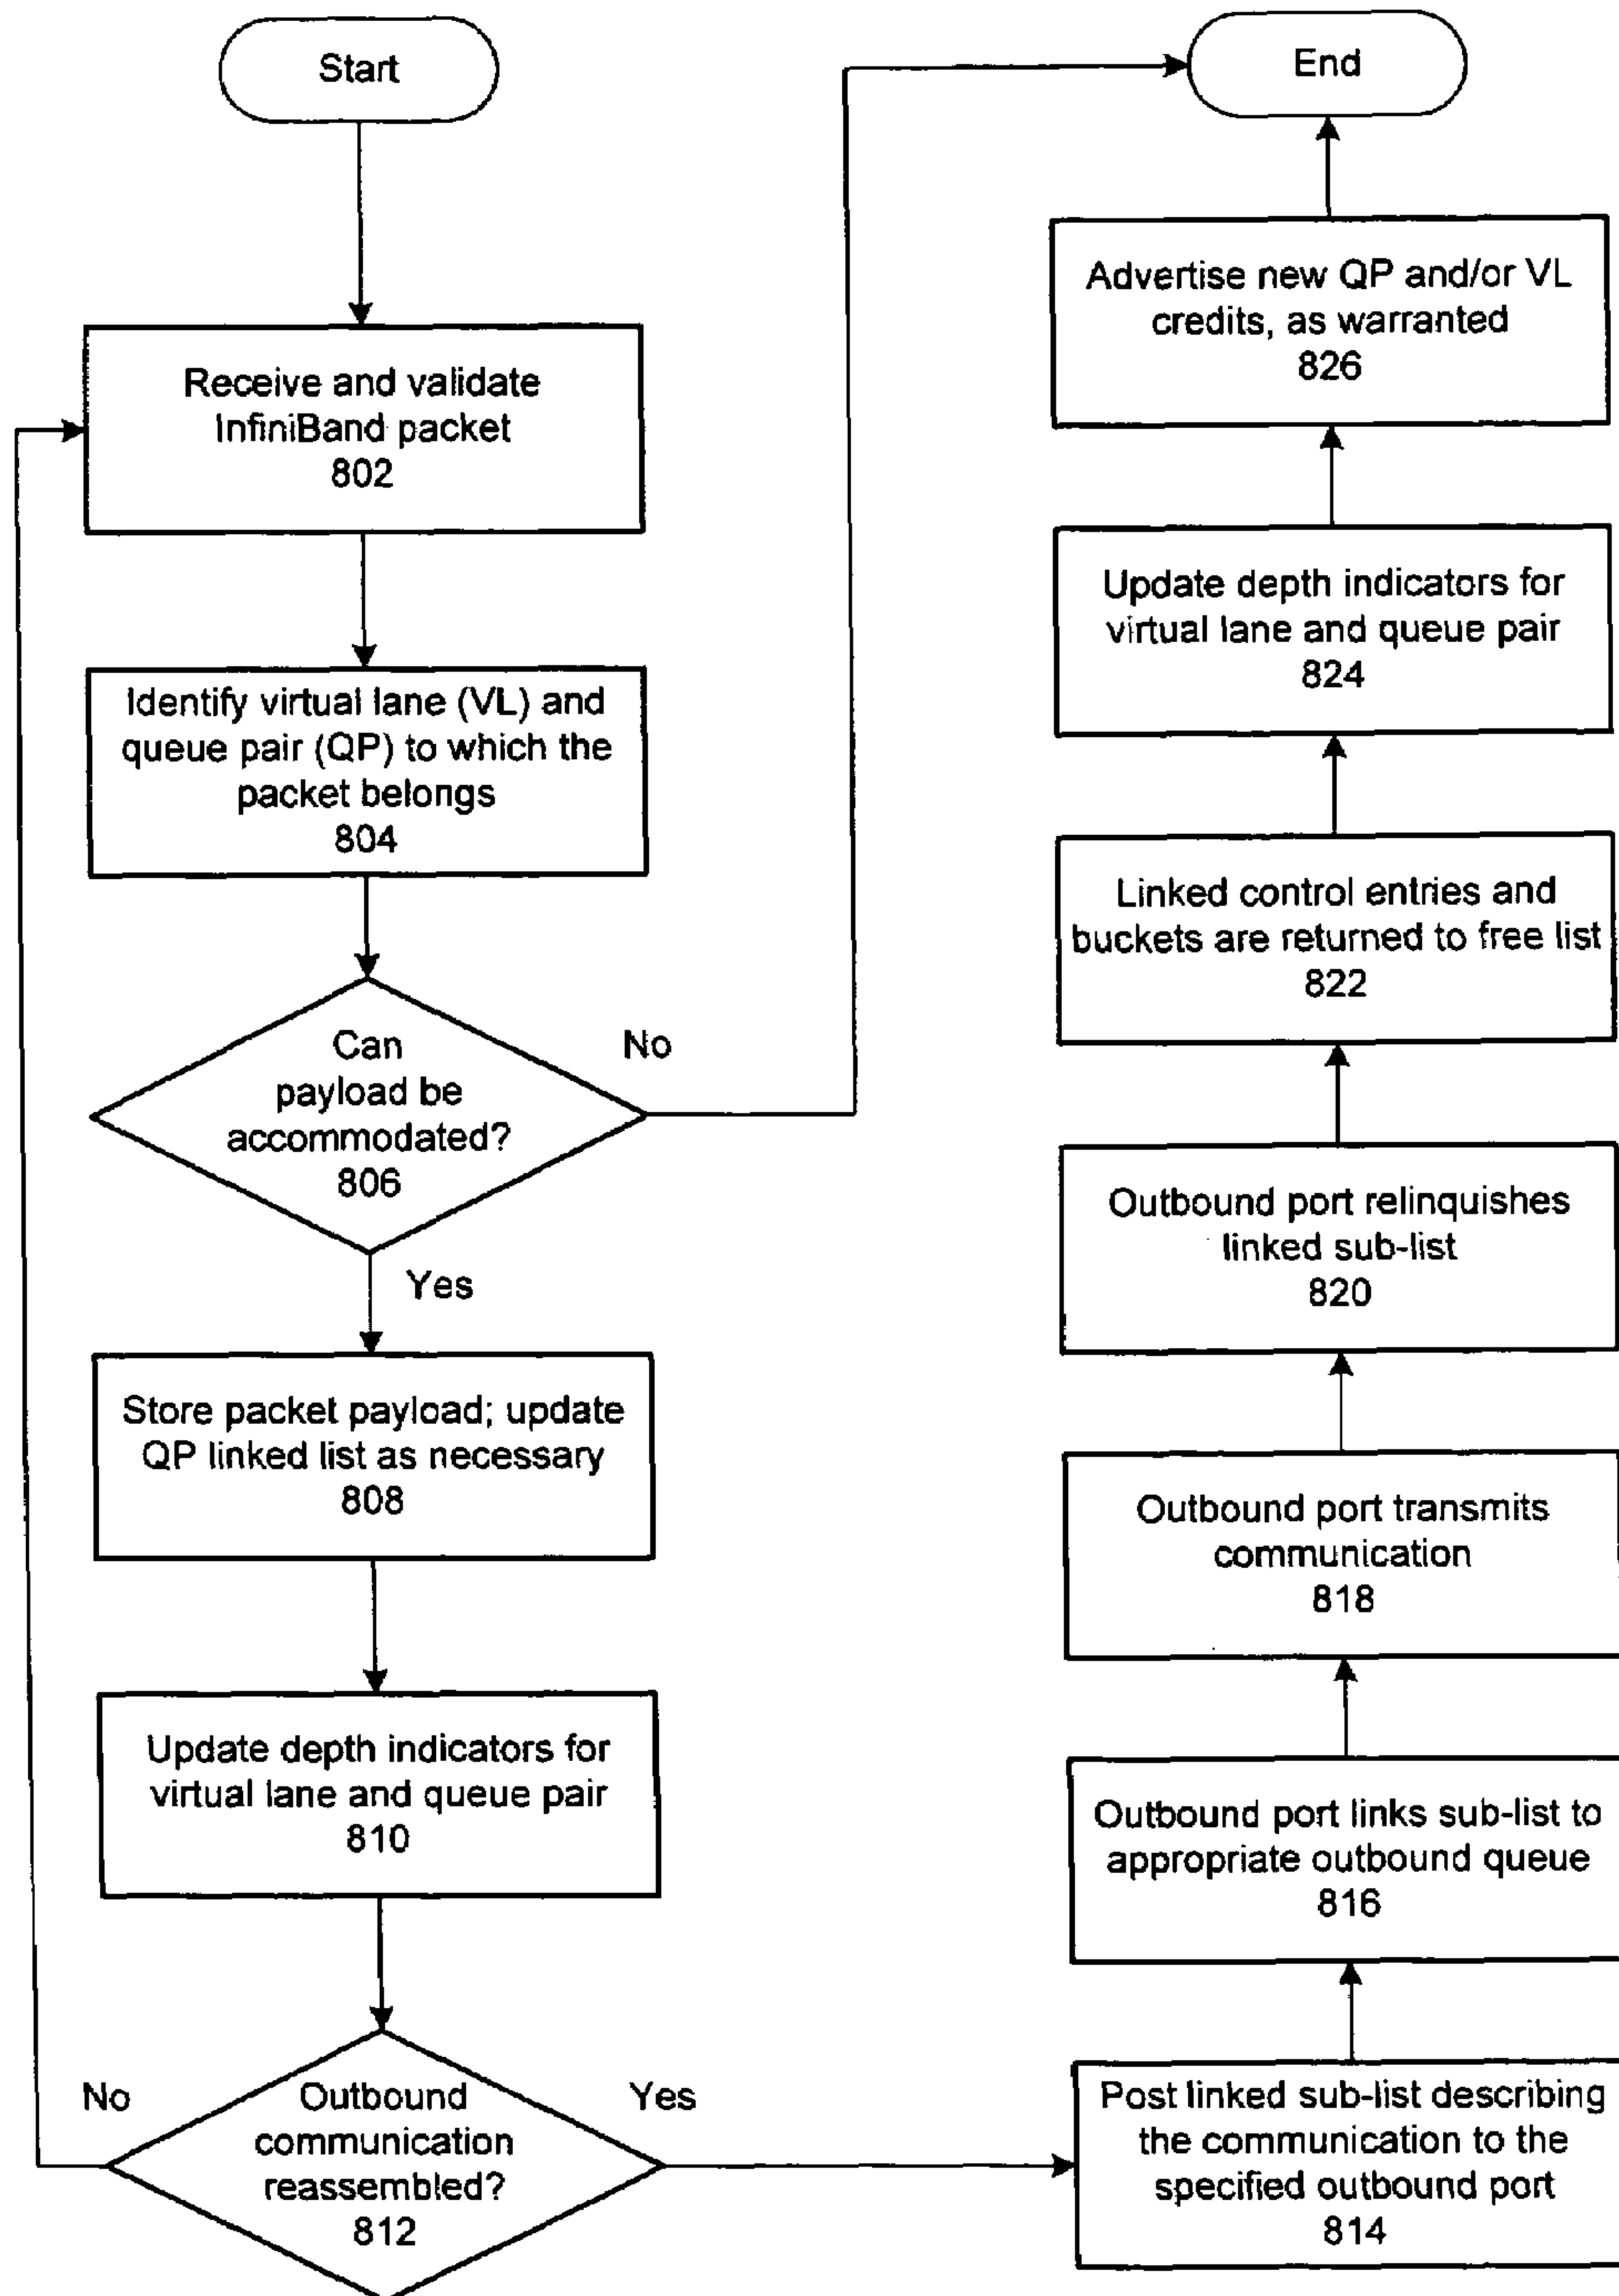 Start
Receive and validate
InfiniBand packet
802
Identify virtual lane (VL) and
queue pair (QP) to which the
packet belongs
804
Can
payload be
accommodated?
806
No
Yes
Store packet payload; update
QP linked list as necessary
808
Update depth indicators for
virtual lane and queue pair
810
Outbound
communication
reassembled?
812
No
Yes
Post linked sub-list describing
the communication to the
specified outbound port
814
Outbound port links sub-list to
appropriate outbound queue
816
Outbound port transmits
communication
818
Outbound port relinquishes
linked sub-list
820
Linked control entries and
buckets are returned to free list
822
Update depth indicators for
virtual lane and queue pair
824
Advertise new QP and/or VL
credits, as warranted
826
End